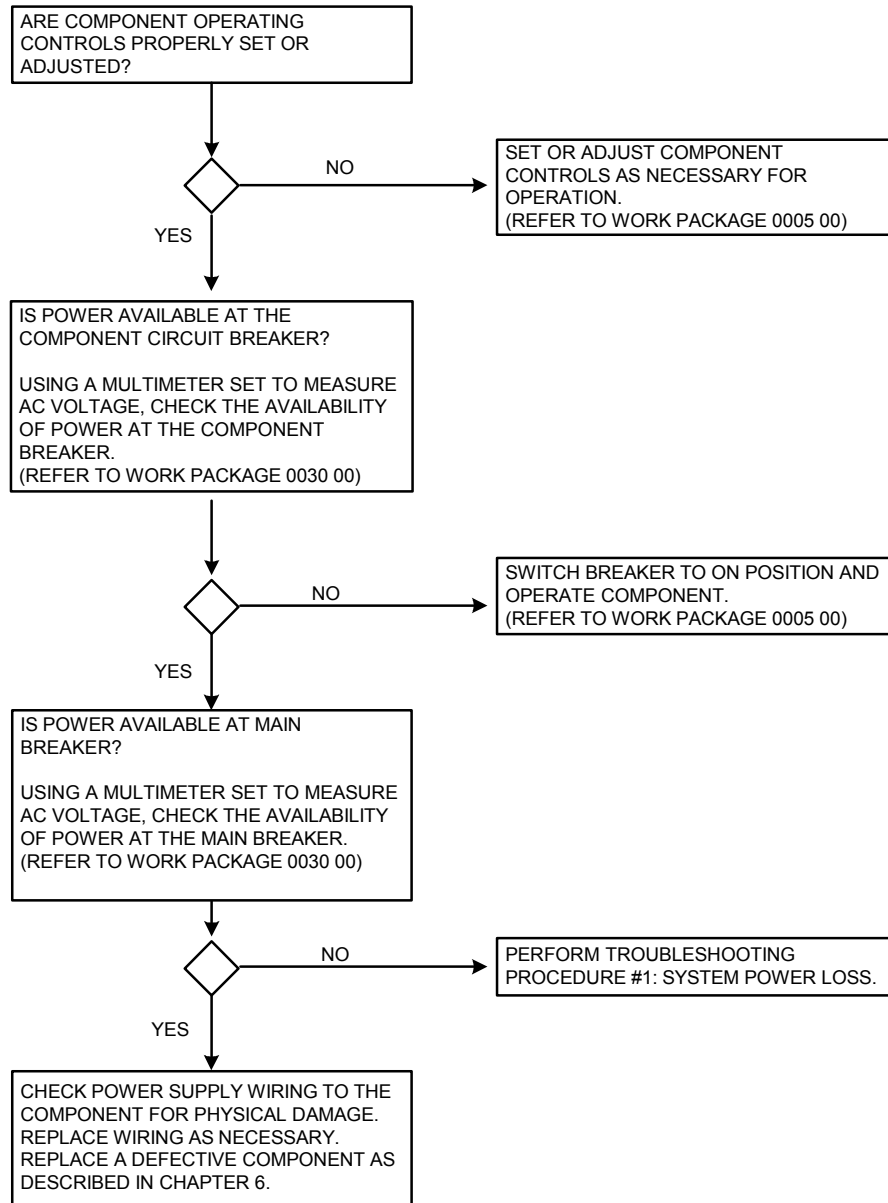 ARE COMPONENT OPERATING
CONTROLS PROPERLY SET OR
ADJUSTED?
NO
SET OR ADJUST COMPONENT
CONTROLS AS NECESSARY FOR
OPERATION.
(REFER TO WORK PACKAGE 0005 00)
YES
IS POWER AVAILABLE AT THE
COMPONENT CIRCUIT BREAKER?
USING A MULTIMETER SET TO MEASURE
AC VOLTAGE, CHECK THE AVAILABILITY
OF POWER AT THE COMPONENT
BREAKER.
(REFER TO WORK PACKAGE 0030 00)
NO
SWITCH BREAKER TO ON POSITION AND
OPERATE COMPONENT.
(REFER TO WORK PACKAGE 0005 00)
YES
IS POWER AVAILABLE AT MAIN
BREAKER?
USING A MULTIMETER SET TO MEASURE
AC VOLTAGE, CHECK THE AVAILABILITY
OF POWER AT THE MAIN BREAKER.
(REFER TO WORK PACKAGE 0030 00)
NO
PERFORM TROUBLESHOOTING
PROCEDURE #1: SYSTEM POWER LOSS.
YES
CHECK POWER SUPPLY WIRING TO THE
COMPONENT FOR PHYSICAL DAMAGE.
REPLACE WIRING AS NECESSARY.
REPLACE A DEFECTIVE COMPONENT AS
DESCRIBED IN CHAPTER 6.